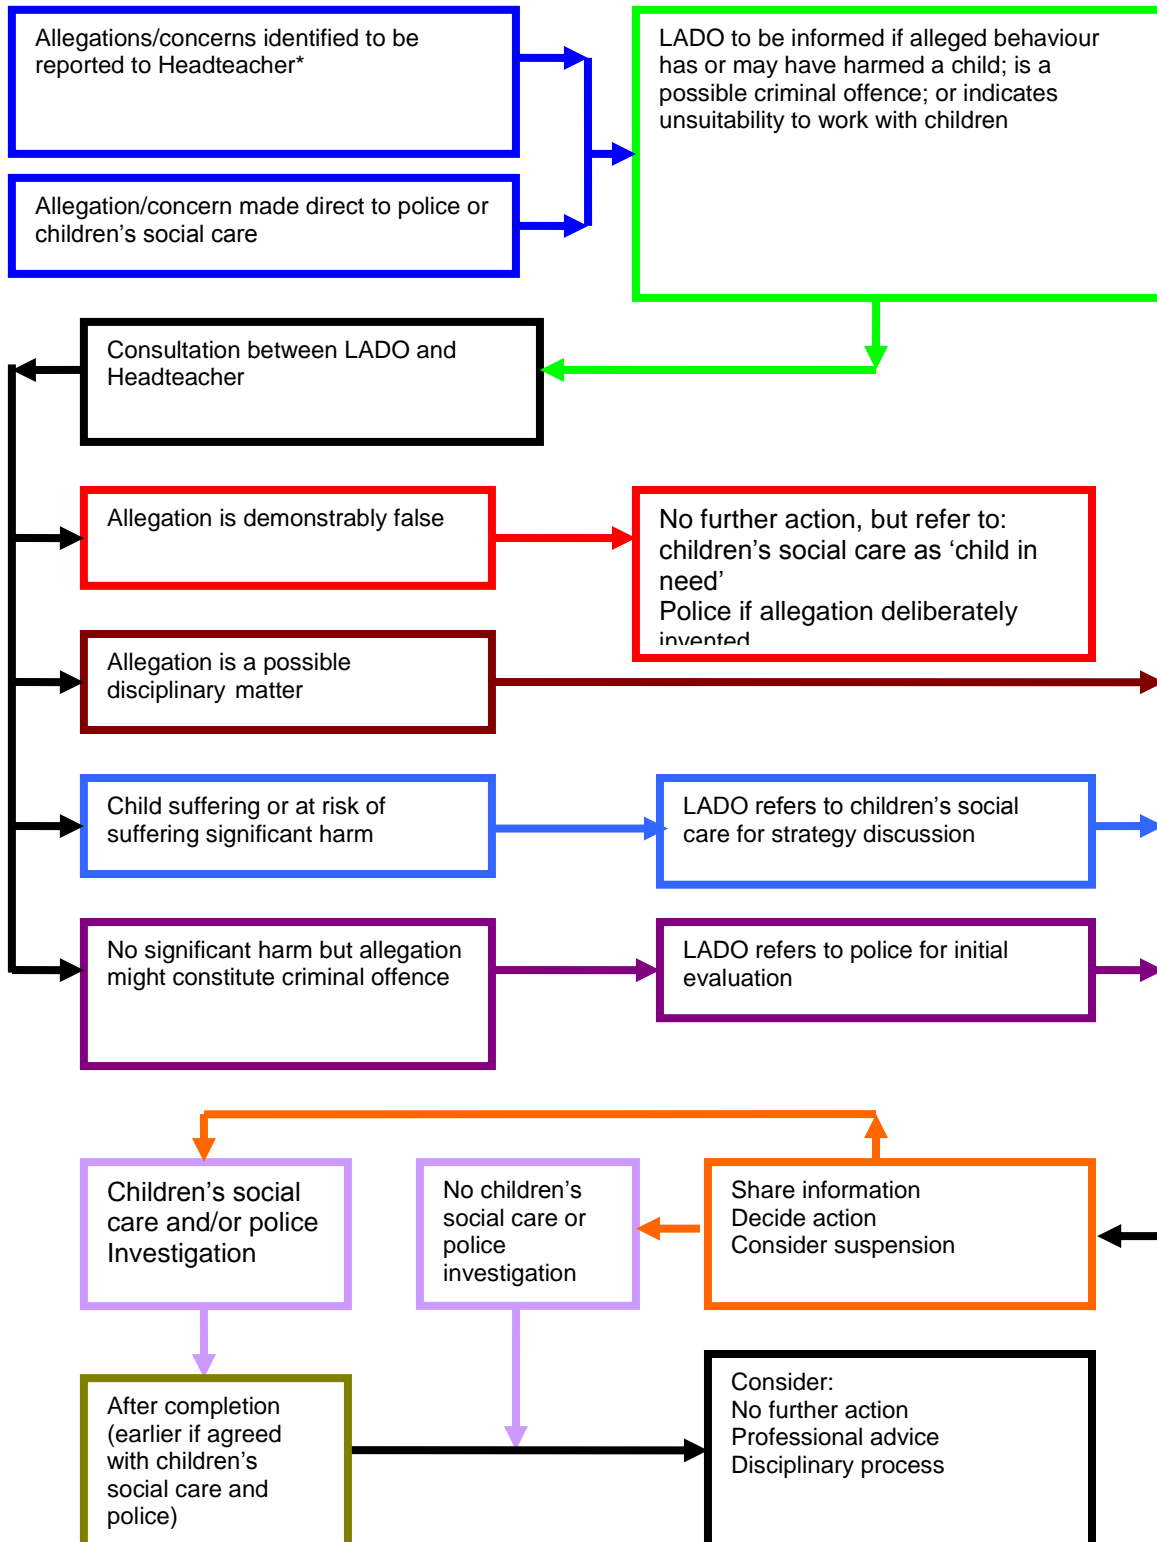 Allegations/concerns identified to be
reported to Headteacher*
LADO to be informed if alleged behaviour
has or may have harmed a child; is a
possible criminal offence; or indicates
unsuitability to work with children
Allegation/concern made direct to police or
children’s social care
Consultation between LADO and
Headteacher
Allegation is demonstrably false
No further action, but refer to:
children’s social care as ‘child in
need’
Police if allegation deliberately
invented
Allegation is a possible
disciplinary matter
Child suffering or at risk of
suffering significant harm
LADO refers to children’s social
care for strategy discussion
No significant harm but allegation
might constitute criminal offence
LADO refers to police for initial
evaluation
Children’s social
care and/or police
Investigation
No children’s
social care or
police
investigation
Share information
Decide action
Consider suspension
After completion
(earlier if agreed
with children’s
social care and
police)
Consider:
No further action
Professional advice
Disciplinary process